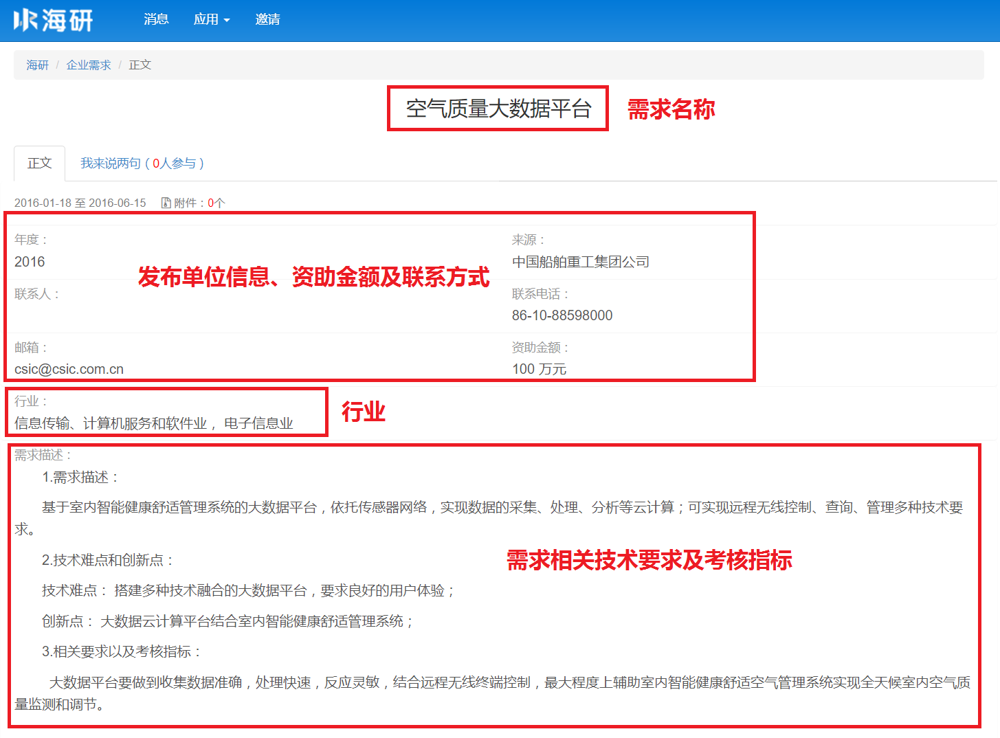 海研 消息 应用 邀请
海研 / 企业需求 / 正文
空气质量大数据平台 需求名称
正文 我来说两句（0人参与）
2016-01-18 至 2016-06-15 附件：0个
年度： 来源：
2016 中国船舶重工集团公司
发布单位信息、资助金额及联系方式
联系人： 联系电话：
86-10-88598000
邮箱： 资助金额：
csic@csic.com.cn 100 万元
行业：
行业
信息传输、计算机服务和软件业， 电子信息业
需求描述：
1.需求描述：
基于室内智能健康舒适管理系统的大数据平台，依托传感器网络，实现数据的采集、处理、分析等云计算；可实现远程无线控制、查询、管理多种技术要
求。
2.技术难点和创新点：
需求相关技术要求及考核指标
技术难点： 搭建多种技术融合的大数据平台，要求良好的用户体验；
创新点： 大数据云计算平台结合室内智能健康舒适管理系统；
3.相关要求以及考核指标：
大数据平台要做到收集数据准确，处理快速，反应灵敏，结合远程无线终端控制，最大程度上辅助室内智能健康舒适空气管理系统实现全天候室内空气质
量监测和调节。